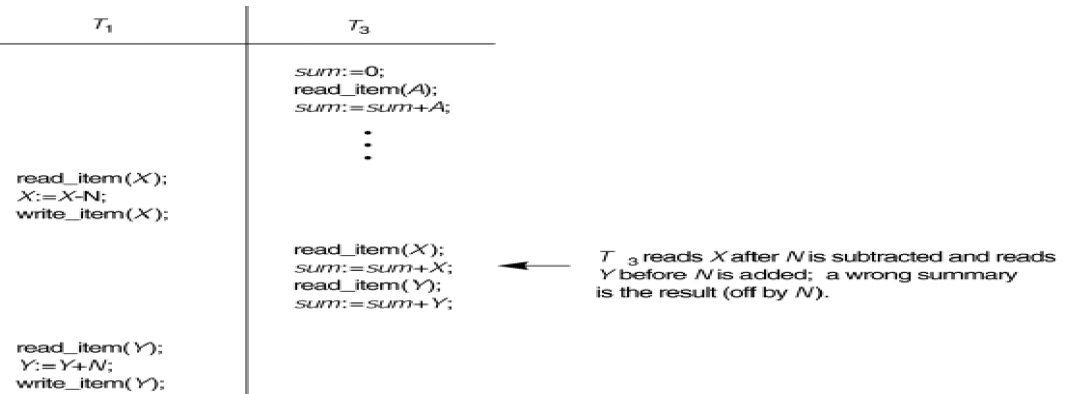 T₁ T₃
sum:=0;
read_item(A);
sum:=sum+A;
read_item(X);
X:=X-N;
write_item(X);
read_item(X);
sum:=sum+X;
read_item(Y);
sum:=sum+Y;
T ₃ reads X after N is subtracted and reads
Y before N is added; a wrong summary
is the result (off by N).
read_item(Y);
Y:=Y+N;
write_item(Y);